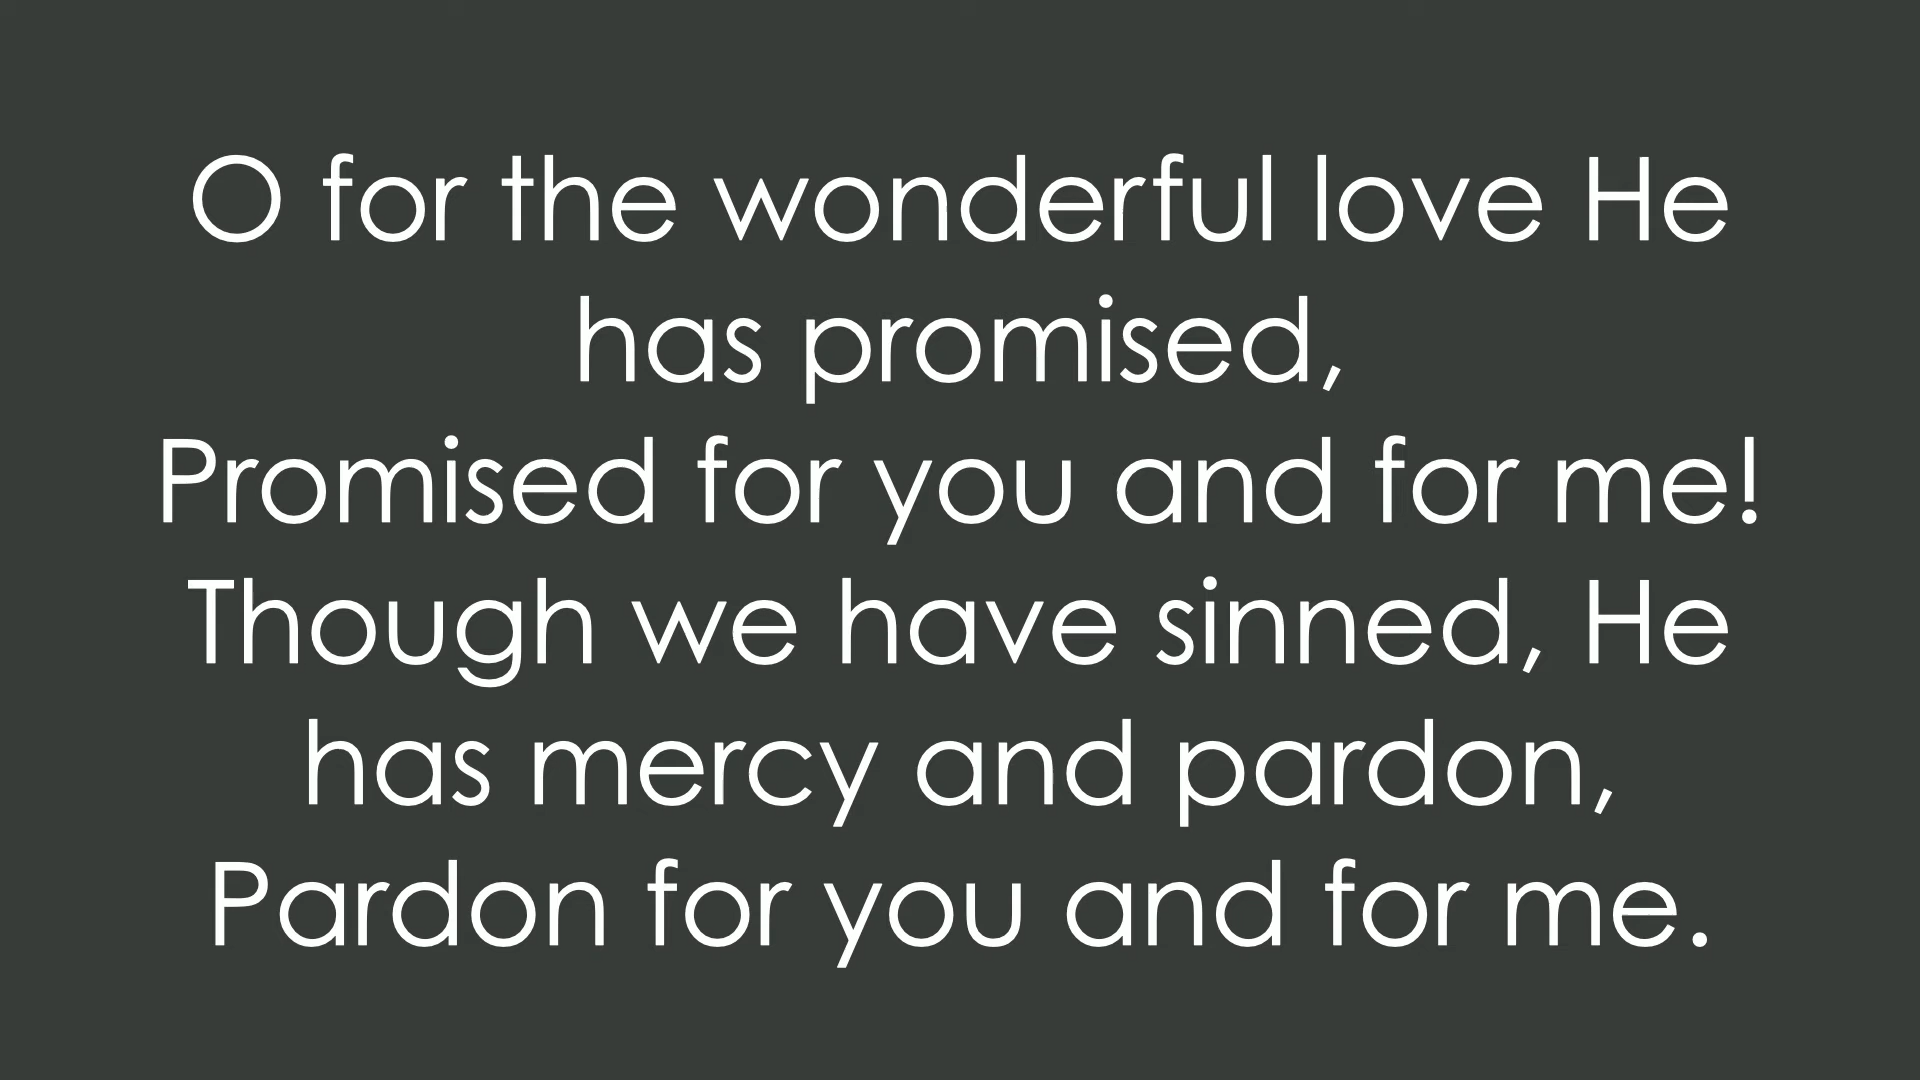 O for the wonderful love He
has promised,
Promised for you and for me!
Though we have sinned, He
has mercy and pardon,
Pardon for you and for me.